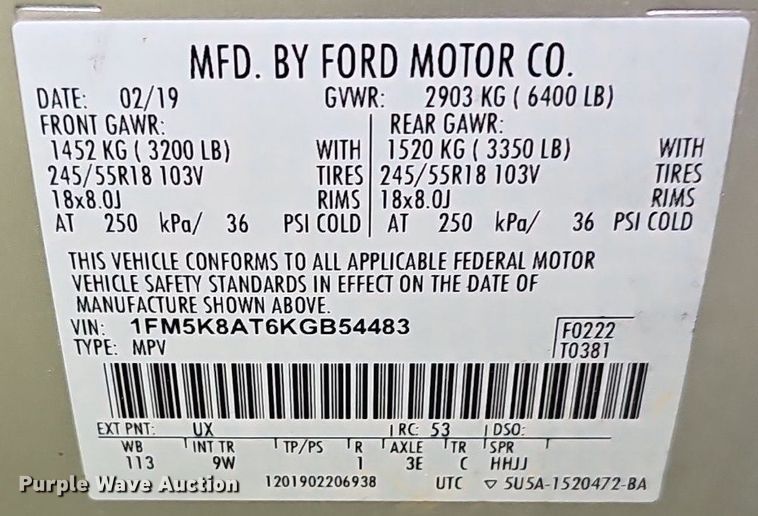 MFD. BY FORD MOTOR CO.
DATE: 02/19 GVWR: 2903 KG ( 6400 LB)
FRONT GAWR: REAR GAWR:
1452 KG ( 3200 LB) WITH 1520 KG ( 3350 LB) WITH
245/55R18 103V TIRES 245/55R18 103V TIRES
18x8.0J RIMS 18x8.0J RIMS
AT 250 kPa/ 36 PSI COLD AT 250 kPa/ 36 PSI COLD
THIS VEHICLE CONFORMS TO ALL APPLICABLE FEDERAL MOTOR
VEHICLE SAFETY STANDARDS IN EFFECT ON THE DATE OF
MANUFACTURE SHOWN ABOVE.
VIN: 1FM5K8AT6KGB54483 F0222
TYPE: MPV T0381
EXT PNT: UX RC: 53 DSO:
WB INT TR TP/PS R AXLE TR SPR
113 9W 1 3E C HHJJ
1201902206938 UTC ▽ 5U5A-1520472-BA
Purple Wave Auction